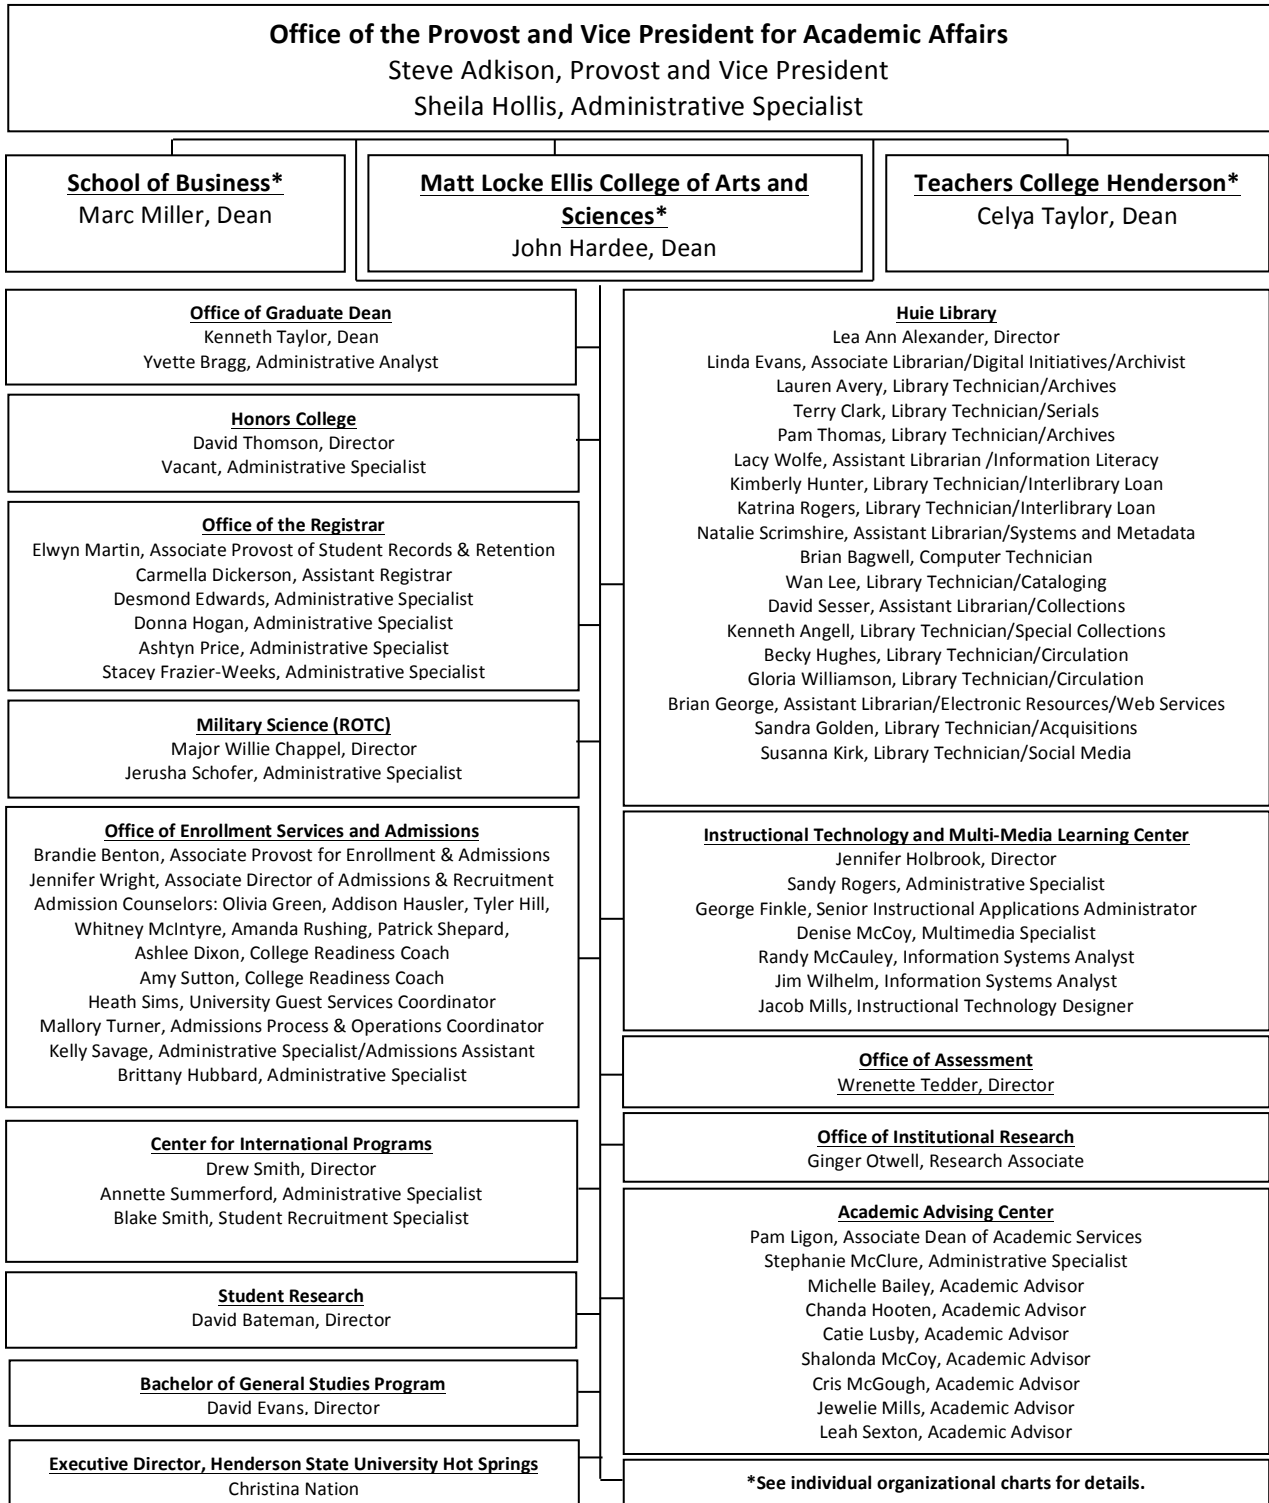 Office of the Provost and Vice President for Academic Affairs
Steve Adkison, Provost and Vice President
Sheila Hollis, Administrative Specialist
School of Business*
Marc Miller, Dean
Matt Locke Ellis College of Arts and
Sciences*
John Hardee, Dean
Teachers College Henderson*
Celya Taylor, Dean
Office of Graduate Dean
Kenneth Taylor, Dean
Yvette Bragg, Administrative Analyst
Honors College
David Thomson, Director
Vacant, Administrative Specialist
Office of the Registrar
Elwyn Martin, Associate Provost of Student Records & Retention
Carmella Dickerson, Assistant Registrar
Desmond Edwards, Administrative Specialist
Donna Hogan, Administrative Specialist
Ashtyn Price, Administrative Specialist
Stacey Frazier-Weeks, Administrative Specialist
Military Science (ROTC)
Major Willie Chappel, Director
Jerusha Schofer, Administrative Specialist
Office of Enrollment Services and Admissions
Brandie Benton, Associate Provost for Enrollment & Admissions
Jennifer Wright, Associate Director of Admissions & Recruitment
Admission Counselors: Olivia Green, Addison Hausler, Tyler Hill,
Whitney McIntyre, Amanda Rushing, Patrick Shepard,
Ashlee Dixon, College Readiness Coach
Amy Sutton, College Readiness Coach
Heath Sims, University Guest Services Coordinator
Mallory Turner, Admissions Process & Operations Coordinator
Kelly Savage, Administrative Specialist/Admissions Assistant
Brittany Hubbard, Administrative Specialist
Center for International Programs
Drew Smith, Director
Annette Summerford, Administrative Specialist
Blake Smith, Student Recruitment Specialist
Student Research
David Bateman, Director
Bachelor of General Studies Program
David Evans, Director
Executive Director, Henderson State University Hot Springs
Christina Nation
Huie Library
Lea Ann Alexander, Director
Linda Evans, Associate Librarian/Digital Initiatives/Archivist
Lauren Avery, Library Technician/Archives
Terry Clark, Library Technician/Serials
Pam Thomas, Library Technician/Archives
Lacy Wolfe, Assistant Librarian /Information Literacy
Kimberly Hunter, Library Technician/Interlibrary Loan
Katrina Rogers, Library Technician/Interlibrary Loan
Natalie Scrimshire, Assistant Librarian/Systems and Metadata
Brian Bagwell, Computer Technician
Wan Lee, Library Technician/Cataloging
David Sesser, Assistant Librarian/Collections
Kenneth Angell, Library Technician/Special Collections
Becky Hughes, Library Technician/Circulation
Gloria Williamson, Library Technician/Circulation
Brian George, Assistant Librarian/Electronic Resources/Web Services
Sandra Golden, Library Technician/Acquisitions
Susanna Kirk, Library Technician/Social Media
Instructional Technology and Multi-Media Learning Center
Jennifer Holbrook, Director
Sandy Rogers, Administrative Specialist
George Finkle, Senior Instructional Applications Administrator
Denise McCoy, Multimedia Specialist
Randy McCauley, Information Systems Analyst
Jim Wilhelm, Information Systems Analyst
Jacob Mills, Instructional Technology Designer
Office of Assessment
Wrenette Tedder, Director
Office of Institutional Research
Ginger Otwell, Research Associate
Academic Advising Center
Pam Ligon, Associate Dean of Academic Services
Stephanie McClure, Administrative Specialist
Michelle Bailey, Academic Advisor
Chanda Hooten, Academic Advisor
Catie Lusby, Academic Advisor
Shalonda McCoy, Academic Advisor
Cris McGough, Academic Advisor
Jewelie Mills, Academic Advisor
Leah Sexton, Academic Advisor
*See individual organizational charts for details.